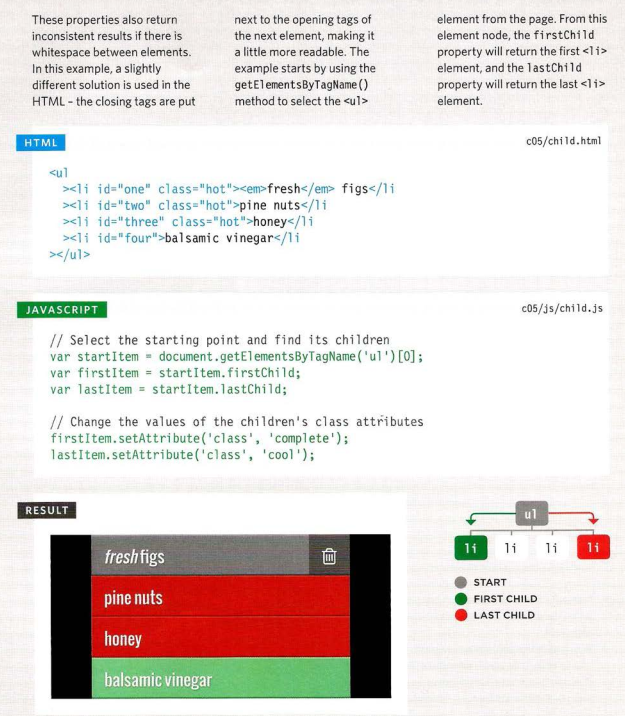 These properties also return
inconsistent results if there is
whitespace between elements.
In this example, a slightly
different solution is used in the
HTML – the closing tags are put
next to the opening tags of
the next element, making it
a little more readable. The
example starts by using the
getElementsByTagName()
method to select the <ul>
element from the page. From this
element node, the firstChild
property will return the first <li>
element, and the lastChild
property will return the last <li>
element.
HTML
c05/child.html
<ul
><li id="one" class="hot"><em>fresh</em> figs</li
><li id="two" class="hot">pine nuts</li
><li id="three" class="hot">honey</li
><li id="four">balsamic vinegar</li
></ul>
JAVASCRIPT
c05/js/child.js
// Select the starting point and find its children
var startItem = document.getElementsByTagName('ul')[0];
var firstItem = startItem.firstChild;
var lastItem = startItem.lastChild;
// Change the values of the children's class attributes
firstItem.setAttribute('class', 'complete');
lastItem.setAttribute('class', 'cool');
RESULT
fresh figs
pine nuts
honey
balsamic vinegar
ul
li li li li
START
FIRST CHILD
LAST CHILD